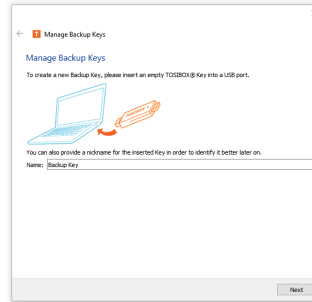 Manage Backup Keys
Manage Backup Keys
To create a new Backup Key, please insert an empty TOSIBOX® Key into a USB port.
You can also provide a nickname for the inserted Key in order to identify it better later on.
Name: Backup Key
Next